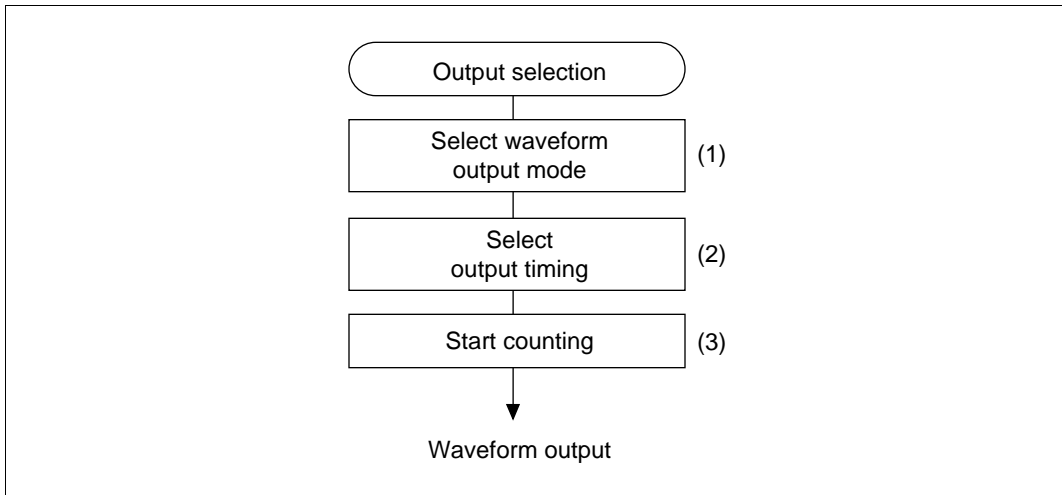 Output selection
Select waveform
output mode
(1)
Select
output timing
(2)
Start counting
(3)
Waveform output